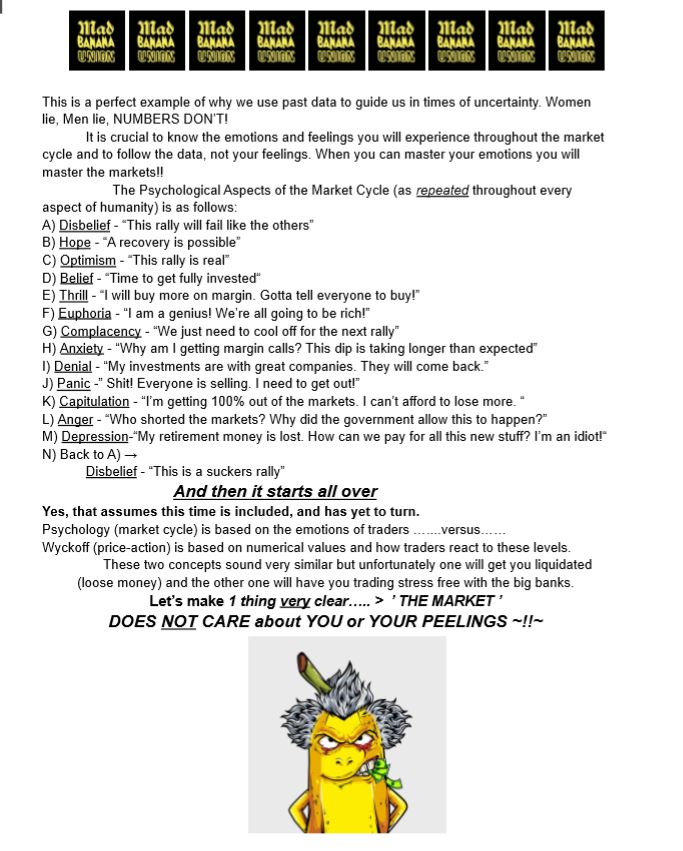 Mad Mad Mad Mad Mad Mad Mad Mad Mad
BANANA BANANA BANANA BANANA BANANA BANANA BANANA BANANA BANANA
UNION UNION UNION UNION UNION UNION UNION UNION UNION
This is a perfect example of why we use past data to guide us in times of uncertainty. Women
lie, Men lie, NUMBERS DON'T!
It is crucial to know the emotions and feelings you will experience throughout the market
cycle and to follow the data, not your feelings. When you can master your emotions you will
master the markets!!
The Psychological Aspects of the Market Cycle (as repeated throughout every
aspect of humanity) is as follows:
A) Disbelief - “This rally will fail like the others”
B) Hope - “A recovery is possible”
C) Optimism - “This rally is real”
D) Belief - “Time to get fully invested“
E) Thrill - “I will buy more on margin. Gotta tell everyone to buy!”
F) Euphoria - “I am a genius! We’re all going to be rich!”
G) Complacency - “We just need to cool off for the next rally”
H) Anxiety - “Why am I getting margin calls? This dip is taking longer than expected”
I) Denial - “My investments are with great companies. They will come back.”
J) Panic -” Shit! Everyone is selling. I need to get out!”
K) Capitulation - “I’m getting 100% out of the markets. I can’t afford to lose more. “
L) Anger - “Who shorted the markets? Why did the government allow this to happen?”
M) Depression-“My retirement money is lost. How can we pay for all this new stuff? I’m an idiot!“
N) Back to A) →
Disbelief - “This is a suckers rally”
And then it starts all over
Yes, that assumes this time is included, and has yet to turn.
Psychology (market cycle) is based on the emotions of traders …….versus……
Wyckoff (price-action) is based on numerical values and how traders react to these levels.
These two concepts sound very similar but unfortunately one will get you liquidated
(loose money) and the other one will have you trading stress free with the big banks.
Let’s make 1 thing very clear….. > ’ THE MARKET ’
DOES NOT CARE about YOU or YOUR PEELINGS ~!!~